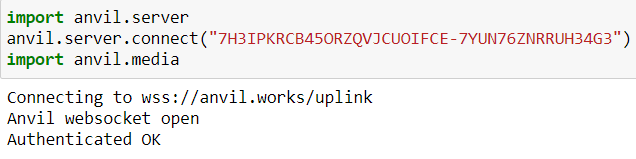 import anvil.server
anvil.server.connect("7H3IPKRCB45ORZQVJCUOIFCE-7YUN76ZNRRUH34G3")
import anvil.media
Connecting to wss://anvil.works/uplink
Anvil websocket open
Authenticated OK